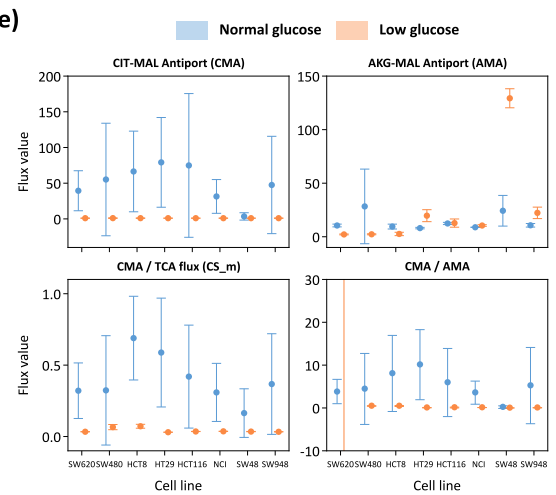 e)
Normal glucose Low glucose
CIT-MAL Antiport (CMA) AKG-MAL Antiport (AMA)
Flux value
200
150
100
50
0
150
100
50
0
CMA / TCA flux (CS_m) CMA / AMA
Flux value
1.0
0.5
0.0
30
20
10
0
-10
SW620 SW480 HCT8 HT29 HCT116 NCI SW48 SW948
SW620 SW480 HCT8 HT29 HCT116 NCI SW48 SW948
Cell line Cell line